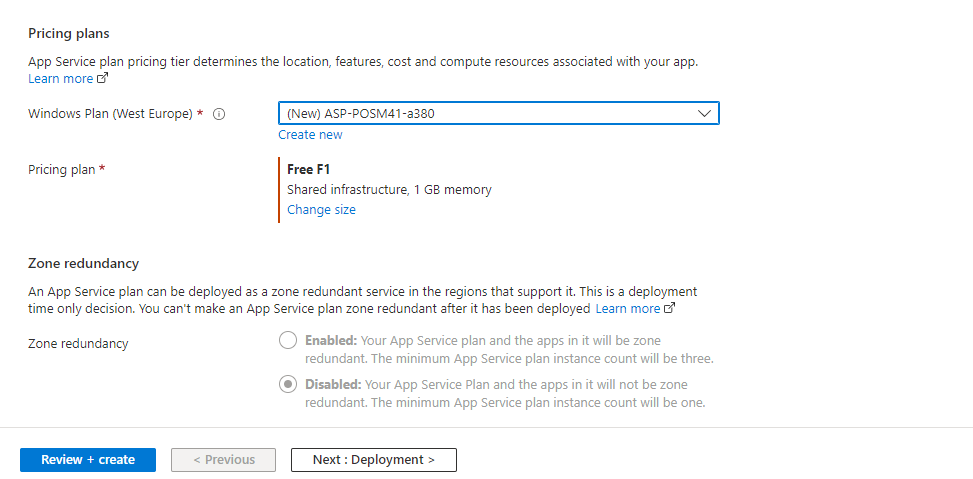 Pricing plans
App Service plan pricing tier determines the location, features, cost and compute resources associated with your app.
Learn more
Windows Plan (West Europe) *
(New) ASP-POSM41-a380
Create new
Pricing plan *
Free F1
Shared infrastructure, 1 GB memory
Change size
Zone redundancy
An App Service plan can be deployed as a zone redundant service in the regions that support it. This is a deployment
time only decision. You can't make an App Service plan zone redundant after it has been deployed Learn more
Zone redundancy
Enabled: Your App Service plan and the apps in it will be zone
redundant. The minimum App Service plan instance count will be three.
Disabled: Your App Service Plan and the apps in it will not be zone
redundant. The minimum App Service plan instance count will be one.
Review + create
< Previous
Next : Deployment >